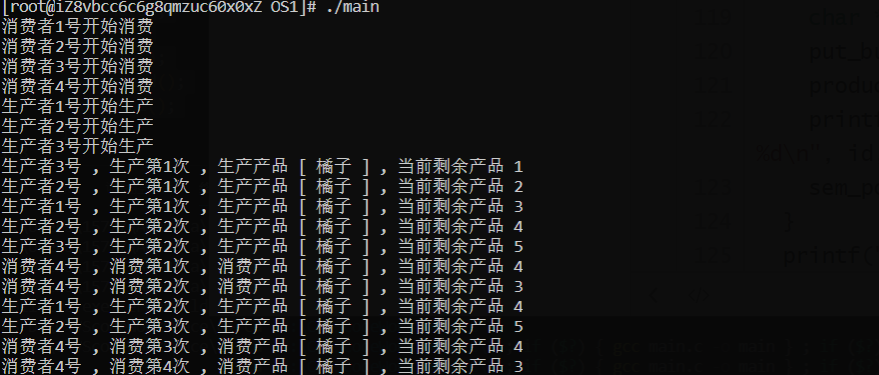 [root@iZ8vbcc6c6g8qmzuc60x0xZ OS1]# ./main
消费者1号开始消费
消费者2号开始消费
消费者3号开始消费
消费者4号开始消费
生产者1号开始生产
生产者2号开始生产
生产者3号开始生产
生产者3号 , 生产第1次 , 生产产品 [ 橘子 ] , 当前剩余产品 1
生产者2号 , 生产第1次 , 生产产品 [ 橘子 ] , 当前剩余产品 2
生产者1号 , 生产第1次 , 生产产品 [ 橘子 ] , 当前剩余产品 3
生产者2号 , 生产第2次 , 生产产品 [ 橘子 ] , 当前剩余产品 4
生产者3号 , 生产第2次 , 生产产品 [ 橘子 ] , 当前剩余产品 5
消费者4号 , 消费第1次 , 消费产品 [ 橘子 ] , 当前剩余产品 4
消费者4号 , 消费第2次 , 消费产品 [ 橘子 ] , 当前剩余产品 3
生产者1号 , 生产第2次 , 生产产品 [ 橘子 ] , 当前剩余产品 4
生产者2号 , 生产第3次 , 生产产品 [ 橘子 ] , 当前剩余产品 5
消费者4号 , 消费第3次 , 消费产品 [ 橘子 ] , 当前剩余产品 4
消费者4号 , 消费第4次 , 消费产品 [ 橘子 ] , 当前剩余产品 3